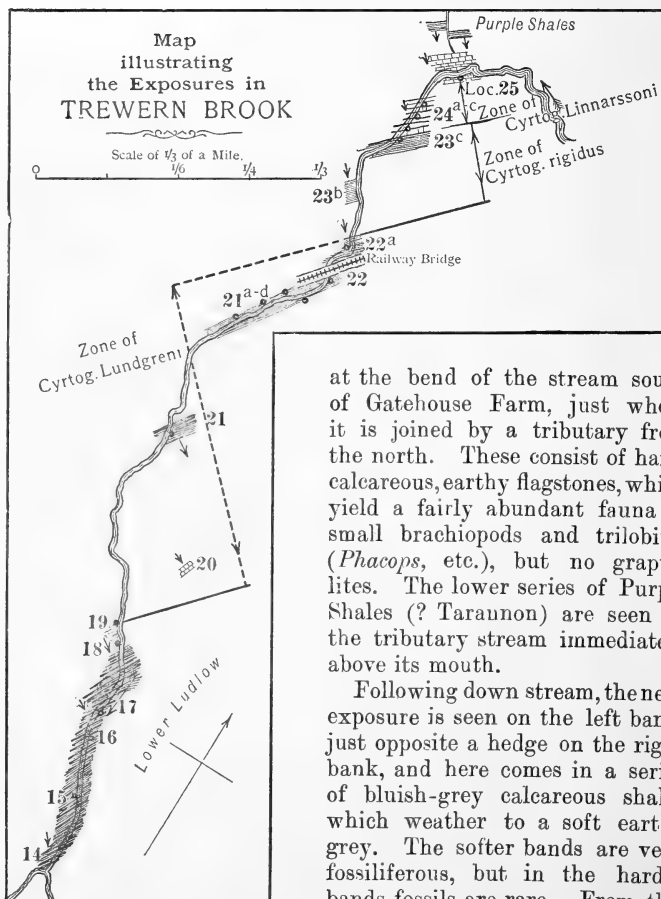 Map
illustrating
the Exposures in
TREWERN BROOK
Scale of 1/3 of a Mile.
0 1/6 1/4 1/3
Purple Shales
Loc. 25
24 a-c
Zone of
Cyrtog. Linnarssoni
23c
Zone of
Cyrtog. rigidus
23b
22a
Railway Bridge
22
21 a-d
Zone of
Cyrtog. Lundgreni
21
20
19
18
17
16
15
14
Lower Ludlow
at the bend of the stream sou
of Gatehouse Farm, just whe
it is joined by a tributary fro
the north. These consist of har
calcareous, earthy flagstones, whi
yield a fairly abundant fauna
small brachiopods and trilobit
(Phacops, etc.), but no grapt
lites. The lower series of Purp
Shales (? Taraunon) are seen
the tributary stream immediate
above its mouth.
Following down stream, the ne
exposure is seen on the left ban
just opposite a hedge on the rig
bank, and here comes in a seri
of bluish-grey calcareous shal
which weather to a soft eart
grey. The softer bands are ve
fossiliferous, but in the hard
bands fossils are rare. From th